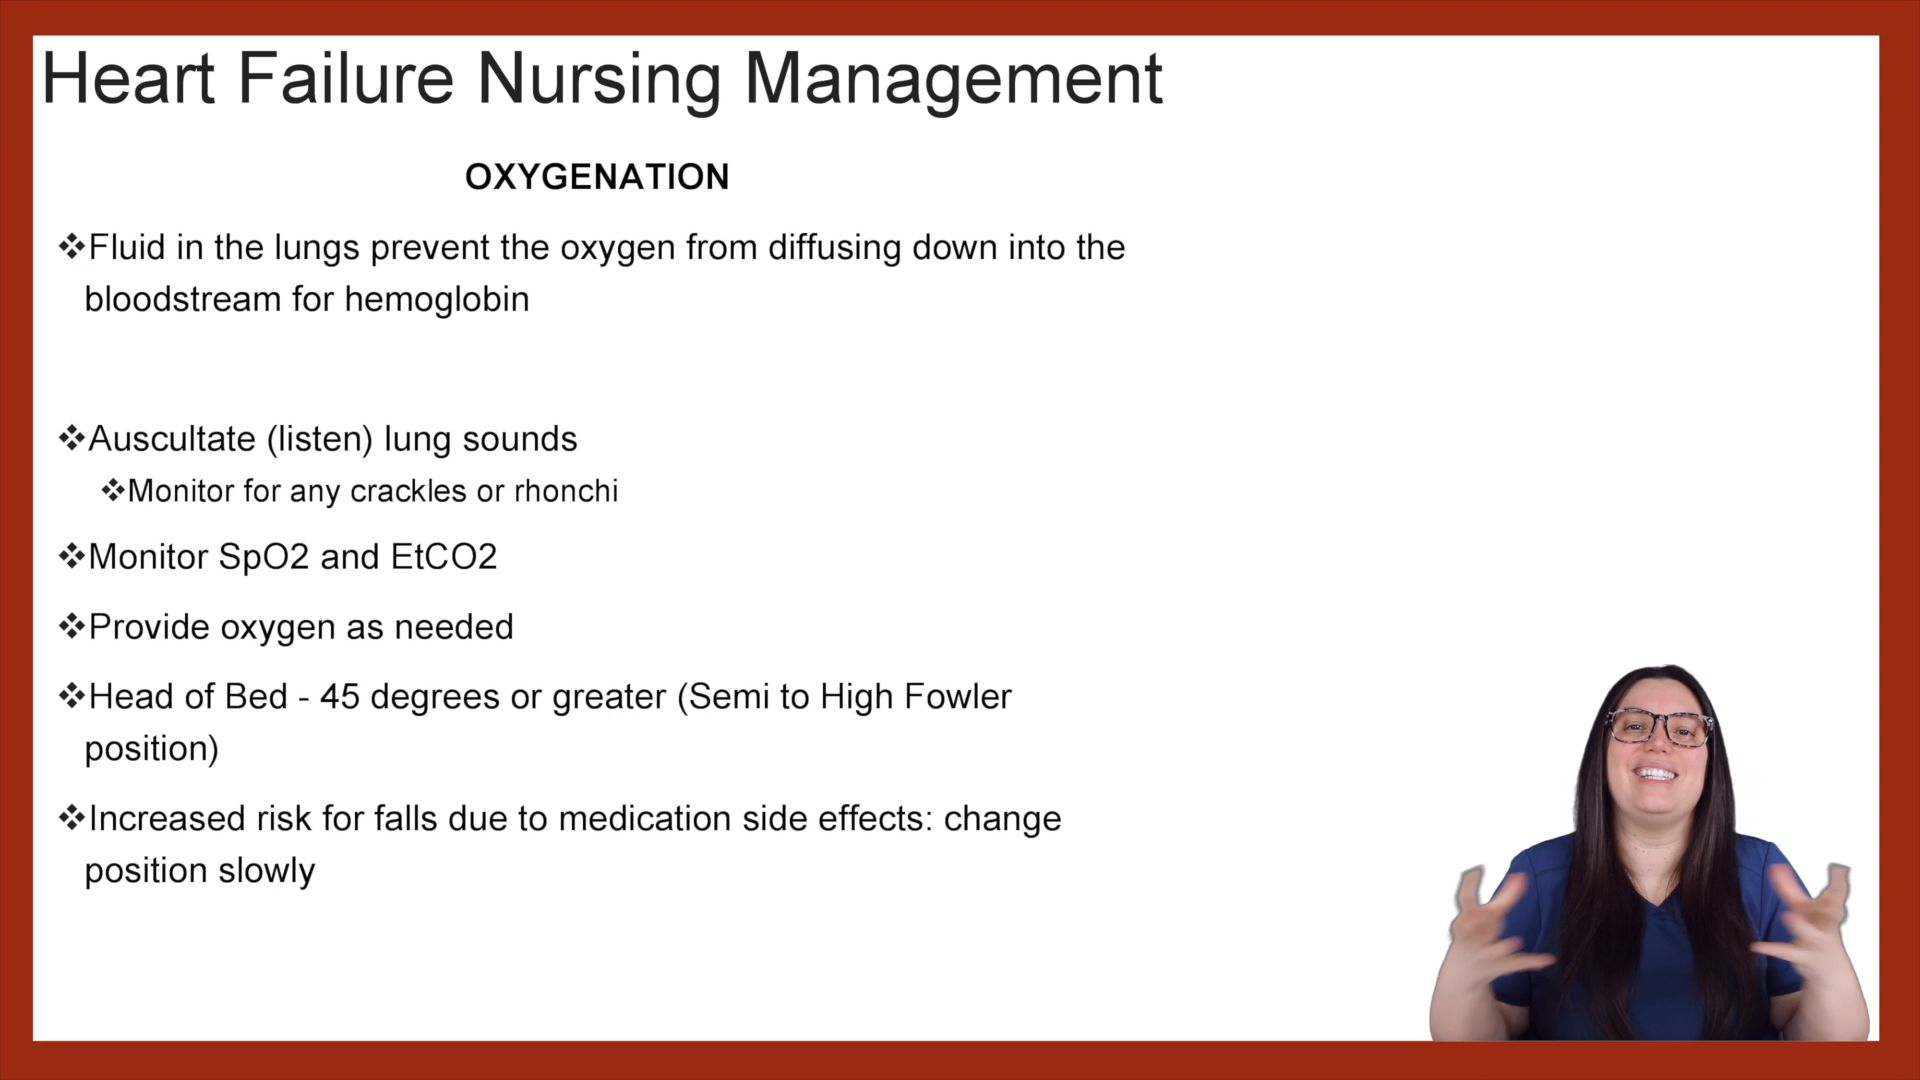 Heart Failure Nursing Management
OXYGENATION
❖Fluid in the lungs prevent the oxygen from diffusing down into the
bloodstream for hemoglobin
❖Auscultate (listen) lung sounds
❖Monitor for any crackles or rhonchi
❖Monitor SpO2 and EtCO2
❖Provide oxygen as needed
❖Head of Bed - 45 degrees or greater (Semi to High Fowler
position)
❖Increased risk for falls due to medication side effects: change
position slowly